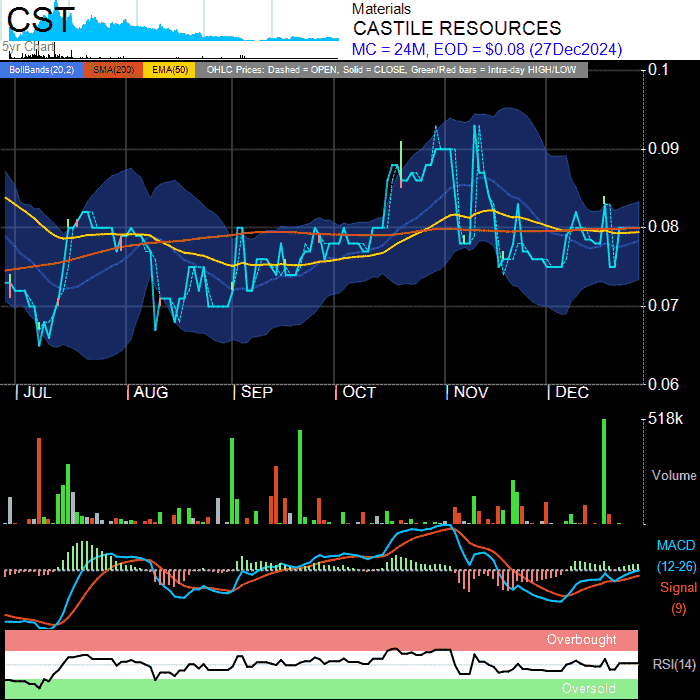 CST
5yr Chart
Materials
CASTILE RESOURCES
MC = 24M, EOD = $0.08 (27Dec2024)
BollBands(20,2) SMA(200) EMA(50) OHLC Prices: Dashed = OPEN, Solid = CLOSE, Green/Red bars = Intra-day HIGH/LOW
0.1
0.09
0.08
0.07
0.06
JUL AUG SEP OCT NOV DEC
518k
Volume
MACD
(12-26)
Signal
(9)
Overbought
RSI(14)
Oversold